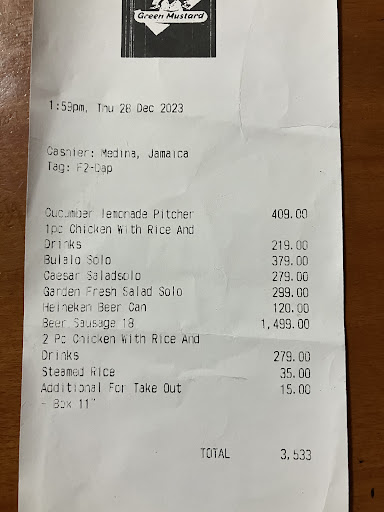 Green Mustard
1:59pm, Thu 28 Dec 2023
Cashier: Medina, Jamaica
Tag: F2-Dap
Cucumber lemonade Pitcher 409.00
1pc Chicken With Rice And
Drinks 219.00
Bulalo Solo 379.00
Caesar Saladsolo 279.00
Garden Fresh Salad Solo 299.00
Heineken Beer Can 120.00
Beer Sausage 18 1,499.00
2 Pc Chicken With Rice And
Drinks 279.00
Steamed Rice 35.00
Additional For Take Out 15.00
- Box 11"
TOTAL 3,533